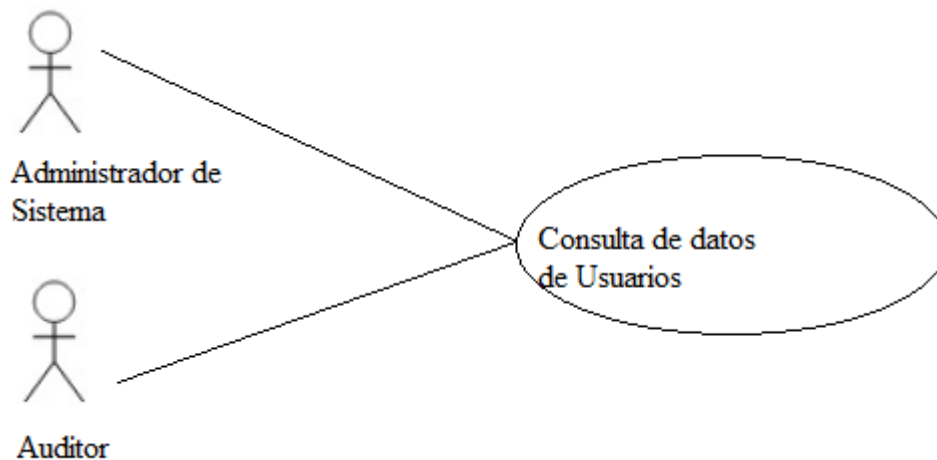 Administrador de
Sistema
Consulta de datos
de Usuarios
Auditor